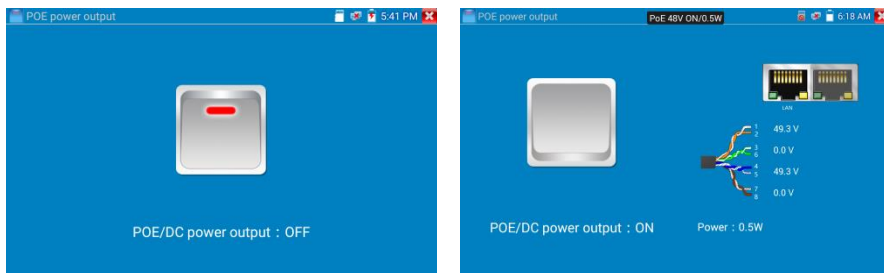 POE power output
5:41 PM
POE/DC power output：OFF
POE power output
PoE 48V ON/0.5W
6:18 AM
LAN
1
2
49.3 V
3
6
0.0 V
4
5
49.3 V
7
8
0.0 V
POE/DC power output：ON
Power：0.5W